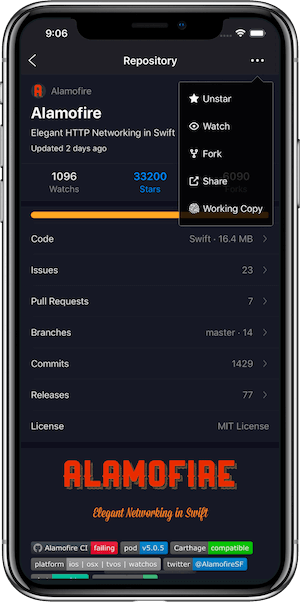 9:06
Repository
Alamofire
Alamofire
Elegant HTTP Networking in Swift
Updated 2 days ago
Unstar
Watch
Fork
Share
Working Copy
1096
33200
6090
Watchs
Stars
Forks
Code
Swift · 16.4 MB
Issues
23
Pull Requests
7
Branches
master · 14
Commits
1429
Releases
77
License
MIT License
ALAMOFIRE
Elegant Networking in Swift
Alamofire CI failing
pod v5.0.5
Carthage compatible
platform ios | osx | tvos | watchos
twitter @AlamofireSF